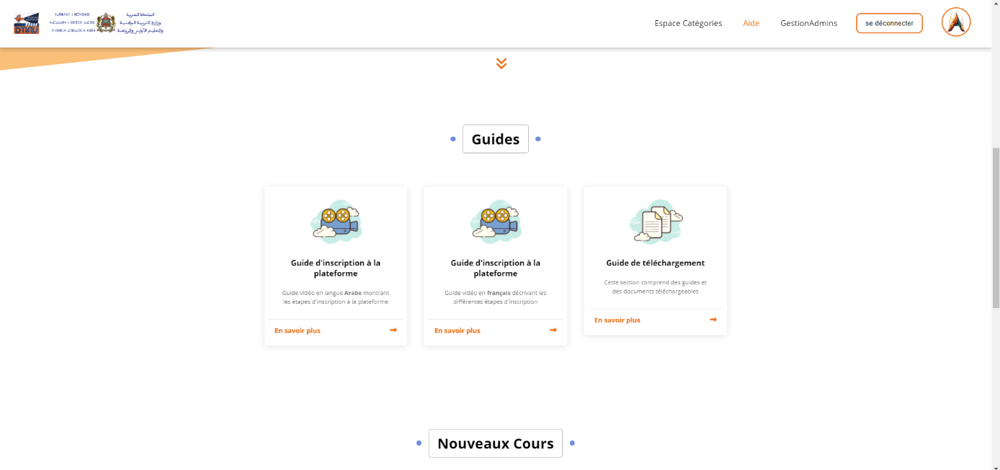 DTNAV
المملكة المغربية
وزارة التربية الوطنية
والتعليم الأولي والرياضة
Espace Catégories
Aide
GestionAdmins
se déconnecter
Guides
Guide d'inscription à la
plateforme
Guide vidéo en langue Arabe montrant
les étapes d'inscription à la plateforme
En savoir plus
Guide d'inscription à la
plateforme
Guide vidéo en français décrivant les
différentes étapes d'inscription
En savoir plus
Guide de téléchargement
Cette section comprend des guides et
des documents téléchargeables
En savoir plus
Nouveaux Cours